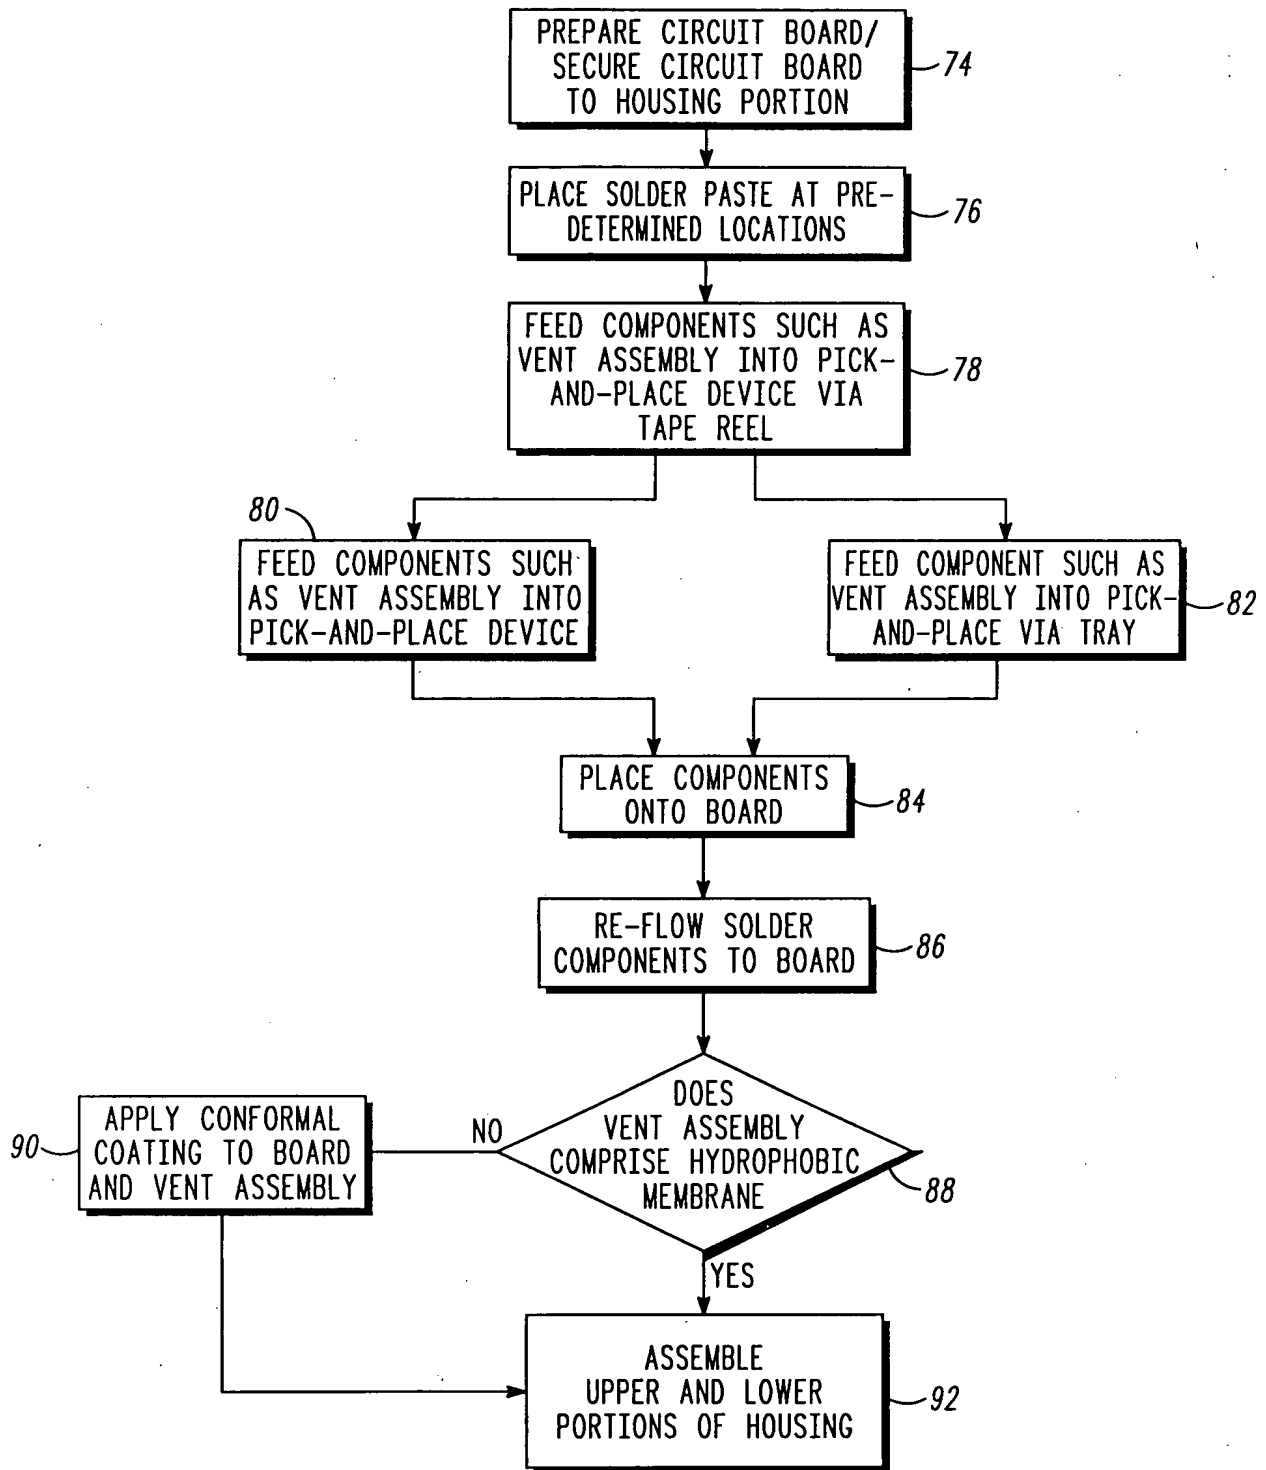 PREPARE CIRCUIT BOARD/
SECURE CIRCUIT BOARD
TO HOUSING PORTION
74
PLACE SOLDER PASTE AT PRE-
DETERMINED LOCATIONS
76
FEED COMPONENTS SUCH AS
VENT ASSEMBLY INTO PICK-
AND-PLACE DEVICE VIA
TAPE REEL
78
80
FEED COMPONENTS SUCH
AS VENT ASSEMBLY INTO
PICK-AND-PLACE DEVICE
FEED COMPONENT SUCH AS
VENT ASSEMBLY INTO PICK-
AND-PLACE VIA TRAY
82
PLACE COMPONENTS
ONTO BOARD
84
RE-FLOW SOLDER
COMPONENTS TO BOARD
86
DOES
VENT ASSEMBLY
COMPRISE HYDROPHOBIC
MEMBRANE
88
NO
90
APPLY CONFORMAL
COATING TO BOARD
AND VENT ASSEMBLY
YES
ASSEMBLE
UPPER AND LOWER
PORTIONS OF HOUSING
92